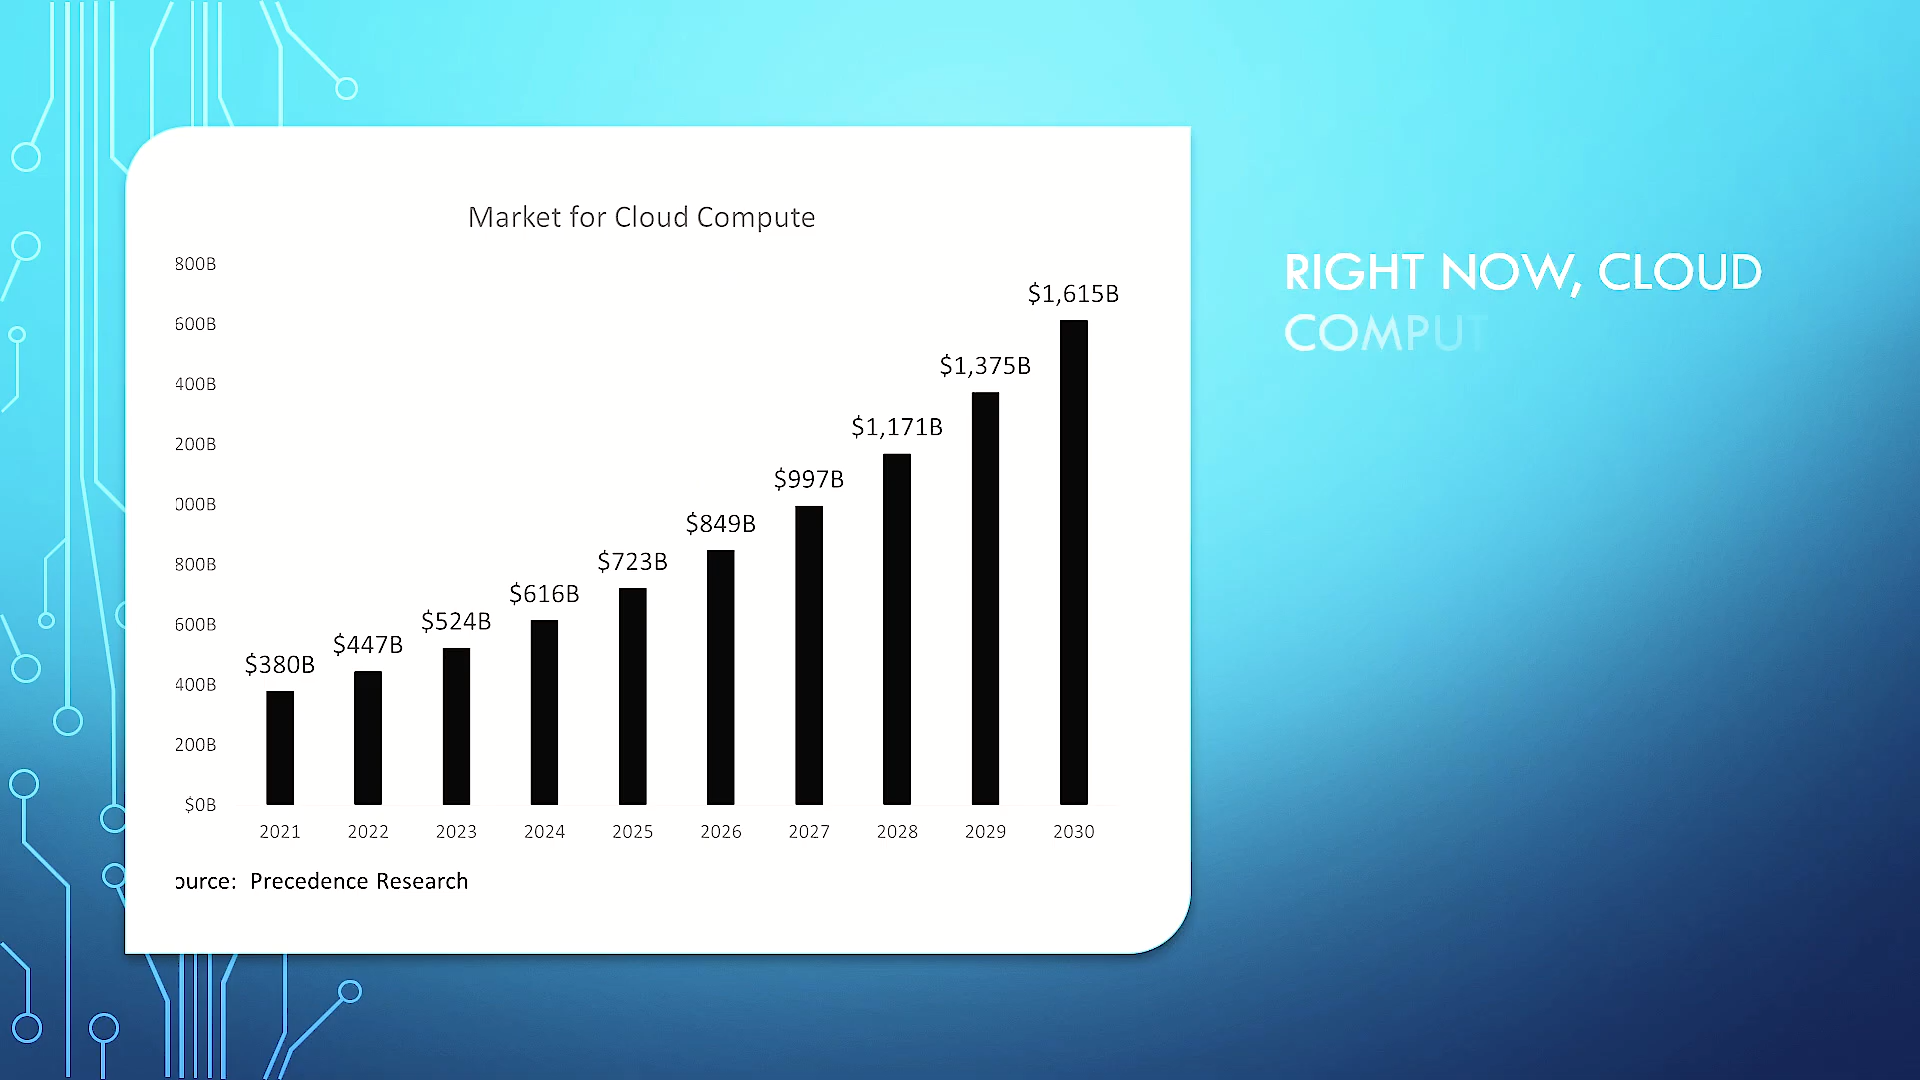 Market for Cloud Compute
800B
600B
400B
200B
000B
800B
600B
400B
200B
$0B
$380B
$447B
$524B
$616B
$723B
$849B
$997B
$1,171B
$1,375B
$1,615B
2021 2022 2023 2024 2025 2026 2027 2028 2029 2030
ource: Precedence Research
RIGHT NOW, CLOUD
COMPUT